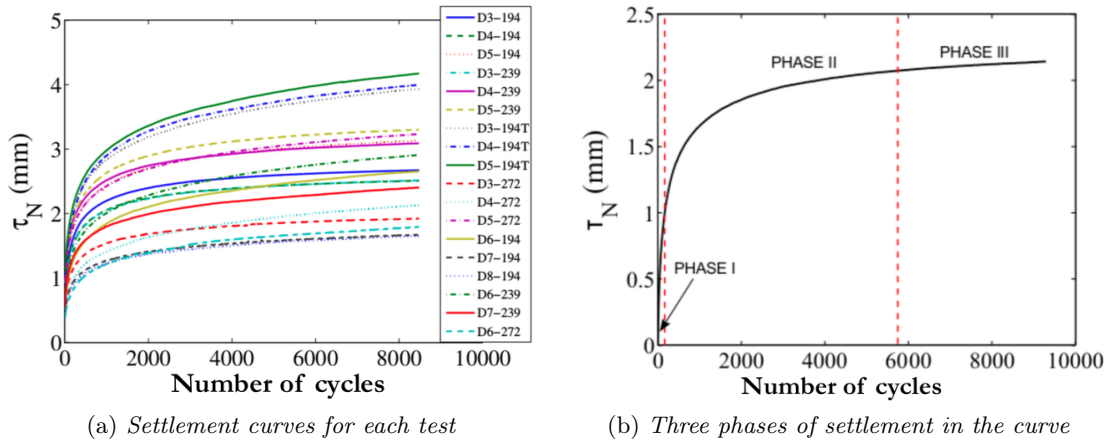 5
4
3
2
1
0
τN (mm)
0 2000 4000 6000 8000 10000
Number of cycles
D3−194
D4−194
D5−194
D3−239
D4−239
D5−239
D3−194T
D4−194T
D5−194T
D3−272
D4−272
D5−272
D6−194
D7−194
D8−194
D6−239
D7−239
D6−272
(a) Settlement curves for each test
2.5
2
1.5
1
0.5
0
τN (mm)
PHASE I
PHASE II
PHASE III
0 2000 4000 6000 8000 10000
Number of cycles
(b) Three phases of settlement in the curve